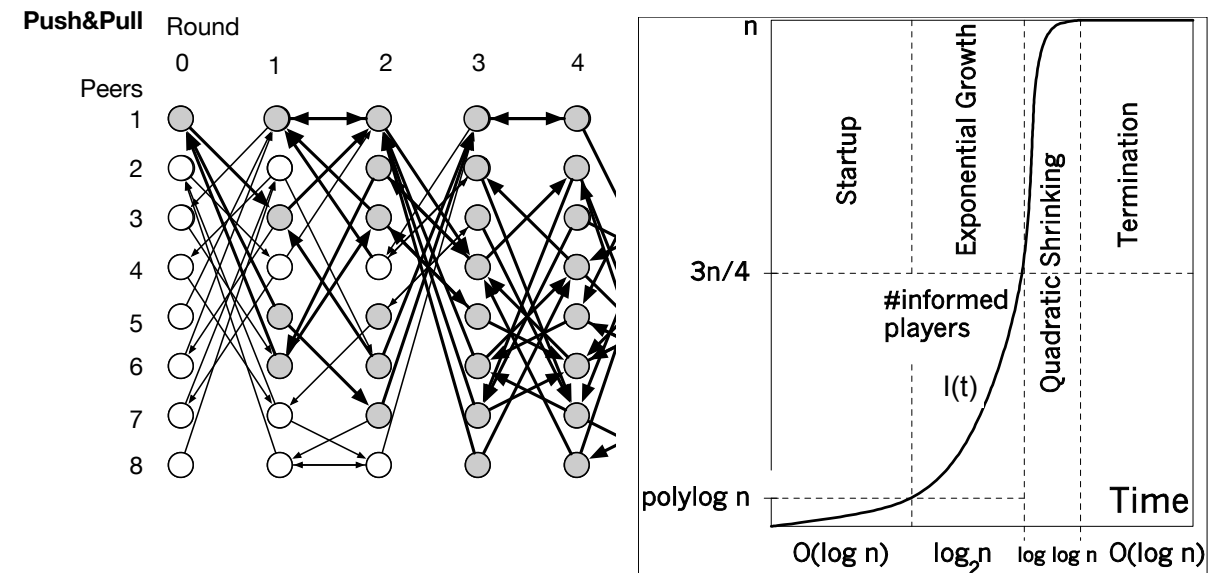 Push&Pull
Round
0 1 2 3 4
Peers
1
2
3
4
5
6
7
8
n
3n/4
polylog n
Startup
Exponential Growth
Quadratic Shrinking
Termination
#informed
players
I(t)
Time
O(log n) log₂n log log n O(log n)